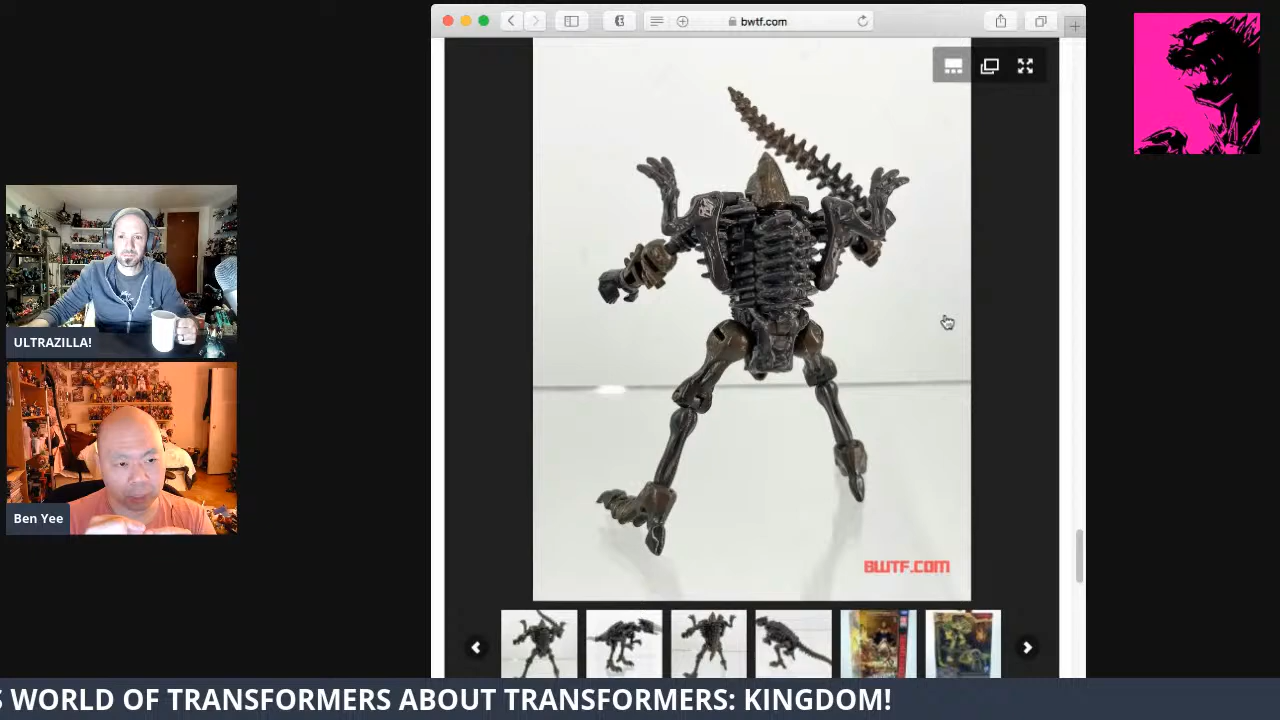 bwtf.com
ULTRAZILLA!
Ben Yee
BWTF.COM
S WORLD OF TRANSFORMERS ABOUT TRANSFORMERS: KINGDOM!